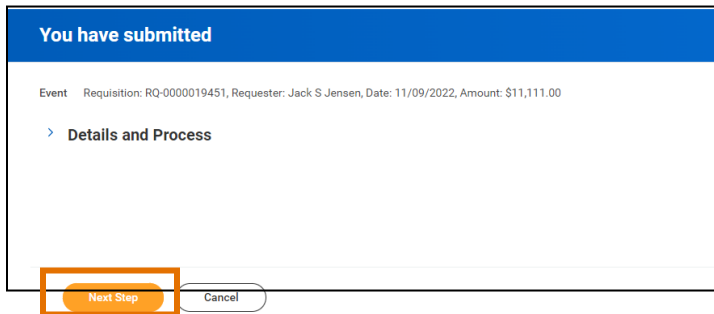 You have submitted
Event Requisition: RQ-0000019451, Requester: Jack S Jensen, Date: 11/09/2022, Amount: $11,111.00
Details and Process
Next Step Cancel